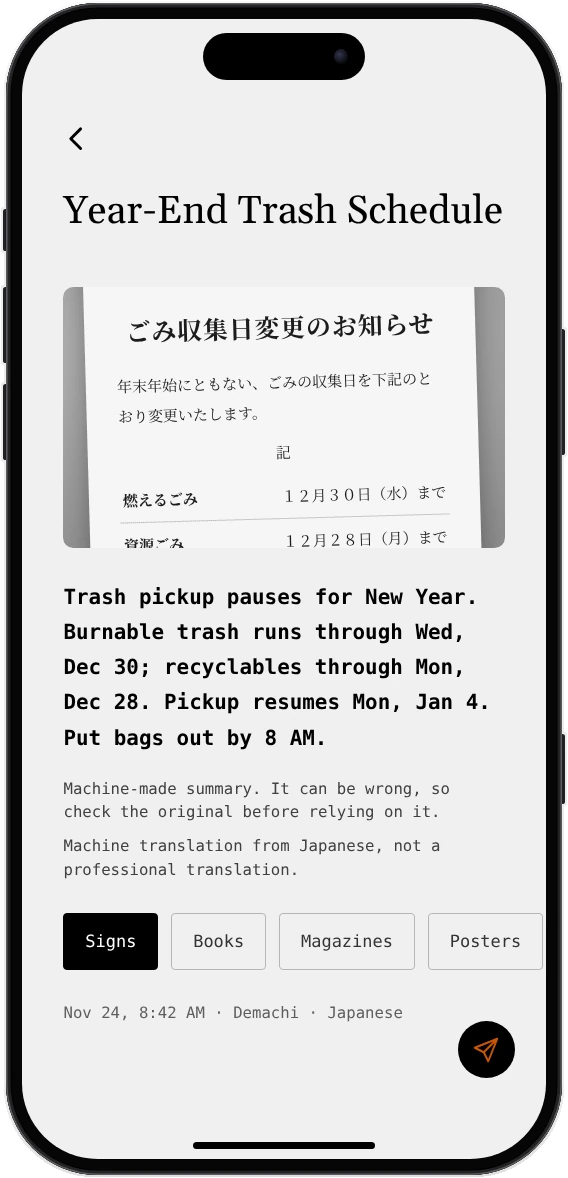 Year-End Trash Schedule
ごみ収集日変更のお知らせ
年末年始にともない、ごみの収集日を下記のと
おり変更いたします。
記
燃えるごみ　１２月３０日（水）まで
資源ごみ　１２月２８日（月）まで
Trash pickup pauses for New Year.
Burnable trash runs through Wed,
Dec 30; recyclables through Mon,
Dec 28. Pickup resumes Mon, Jan 4.
Put bags out by 8 AM.
Machine-made summary. It can be wrong, so
check the original before relying on it.
Machine translation from Japanese, not a
professional translation.
Signs　Books　Magazines　Posters
Nov 24, 8:42 AM · Demachi · Japanese